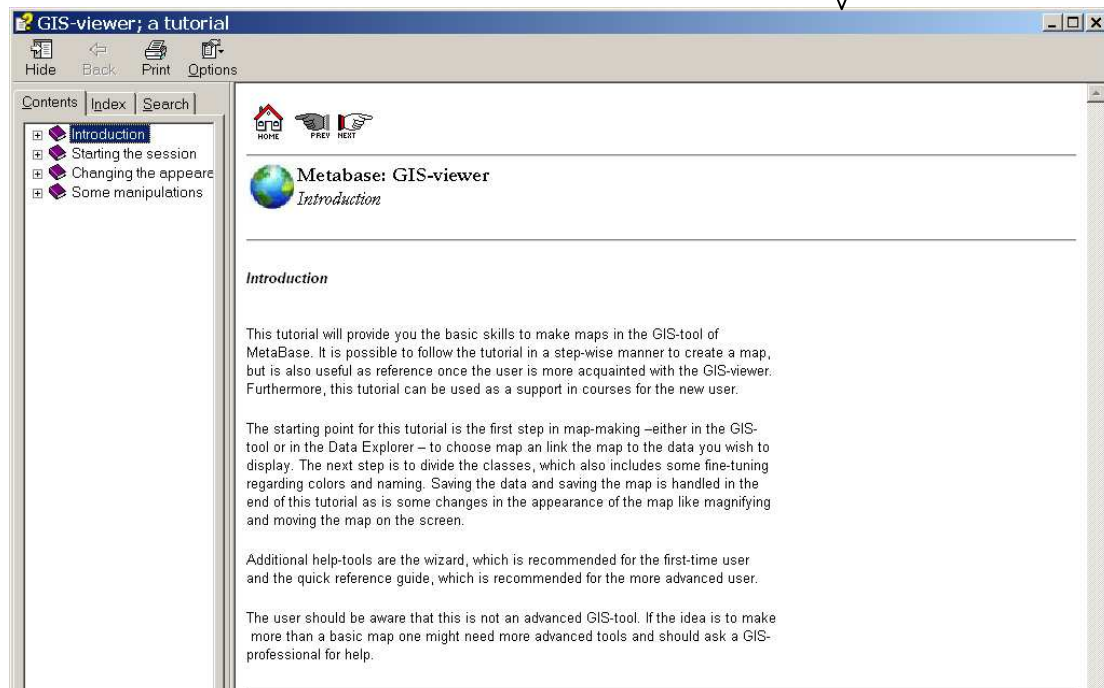 GIS-viewer; a tutorial
Hide Back Print Options
Contents Index Search
Introduction
Starting the session
Changing the appeara
Some manipulations
HOME PREV NEXT
Metabase: GIS-viewer
Introduction
Introduction
This tutorial will provide you the basic skills to make maps in the GIS-tool of
MetaBase. It is possible to follow the tutorial in a step-wise manner to create a map,
but is also useful as reference once the user is more acquainted with the GIS-viewer.
Furthermore, this tutorial can be used as a support in courses for the new user.
The starting point for this tutorial is the first step in map-making –either in the GIS-
tool or in the Data Explorer – to choose map an link the map to the data you wish to
display. The next step is to divide the classes, which also includes some fine-tuning
regarding colors and naming. Saving the data and saving the map is handled in the
end of this tutorial as is some changes in the appearance of the map like magnifying
and moving the map on the screen.
Additional help-tools are the wizard, which is recommended for the first-time user
and the quick reference guide, which is recommended for the more advanced user.
The user should be aware that this is not an advanced GIS-tool. If the idea is to make
more than a basic map one might need more advanced tools and should ask a GIS-
professional for help.